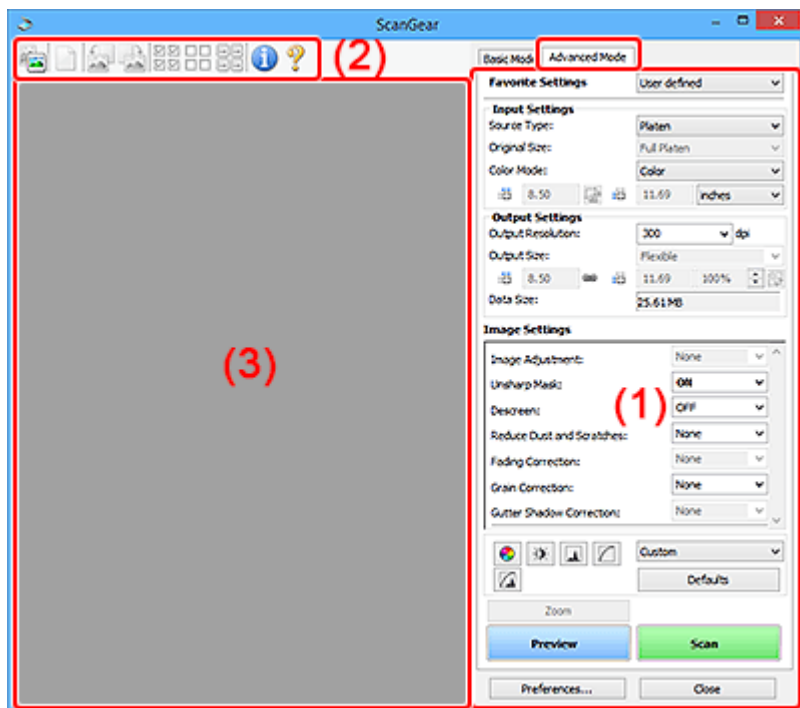 ScanGear
(2)
Basic Mode Advanced Mode
Favorite Settings User defined
Input Settings
Source Type: Platen
Original Size: Full Platen
Color Mode: Color
8.50 11.69 inches
Output Settings
Output Resolution: 300 dpi
Output Size: Flexible
8.50 11.69 100%
Data Size: 25.61MB
Image Settings
Image Adjustment: None
Unsharp Mask: ON
Descreen: OFF
Reduce Dust and Scratches: None
Fading Correction: None
Grain Correction: None
Gutter Shadow Correction: None
(1)
(3)
Custom
Defaults
Zoom
Preview Scan
Preferences... Close